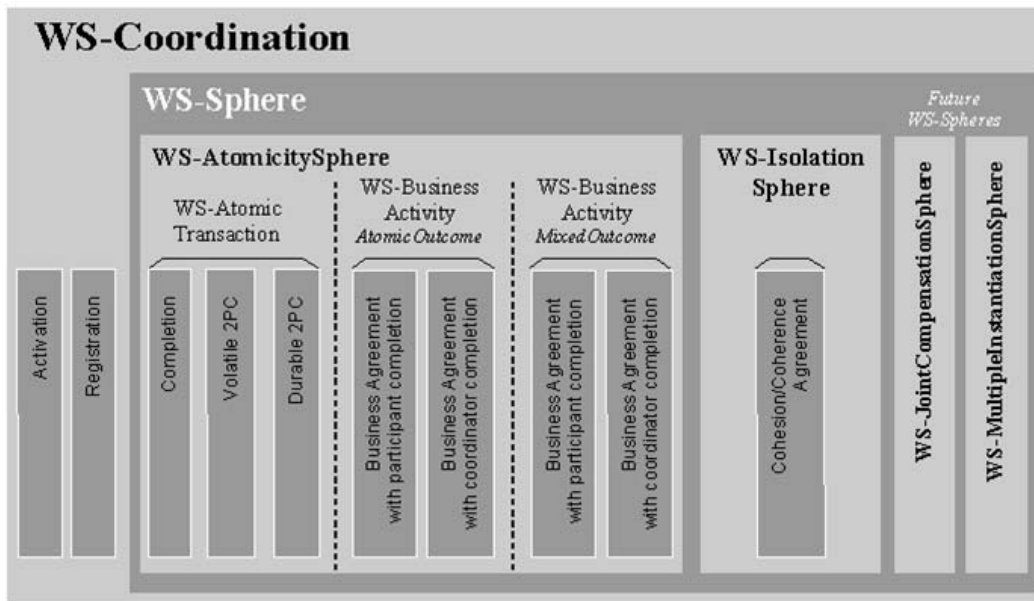 WS-Coordination
WS-Sphere
Future
WS-Spheres
WS-AtomicitySphere
WS-Isolation
Sphere
WS-Atomic
Transaction
WS-Business
Activity
Atomic Outcome
WS-Business
Activity
Mixed Outcome
Activation
Registration
Completion
Volatile 2PC
Durable 2PC
Business Agreement
with participant completion
Business Agreement
with coordinator completion
Business Agreement
with participant completion
Business Agreement
with coordinator completion
Cohesion/Coherence
Agreement
WS-JointCompensationSphere
WS-MultipleInstantiationSphere